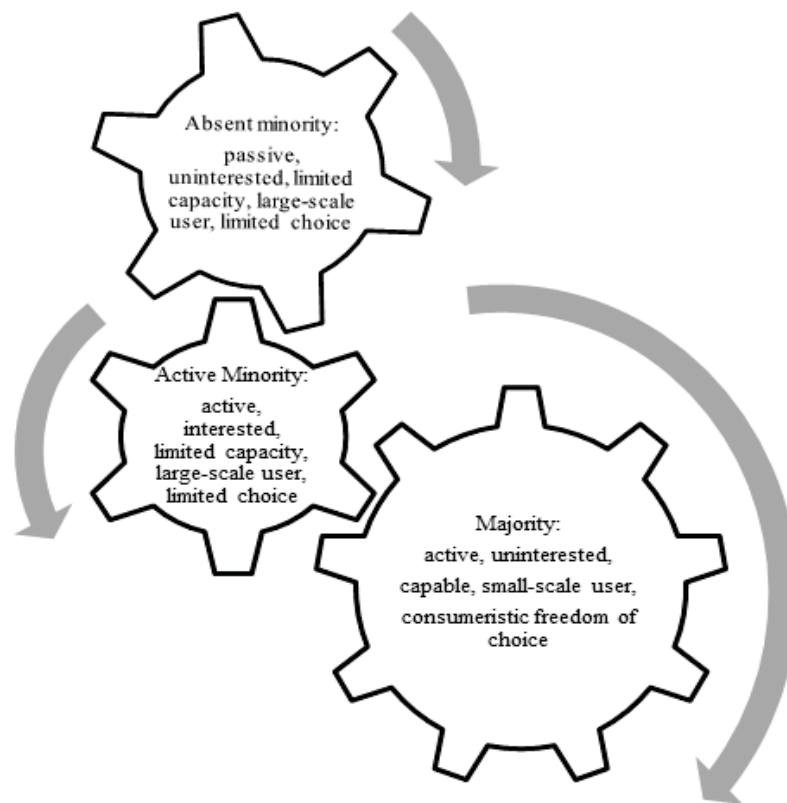 Absent minority:
passive,
uninterested, limited
capacity, large-scale
user, limited choice
Active Minority:
active,
interested,
limited capacity,
large-scale user,
limited choice
Majority:
active, uninterested,
capable, small-scale user,
consumeristic freedom of
choice